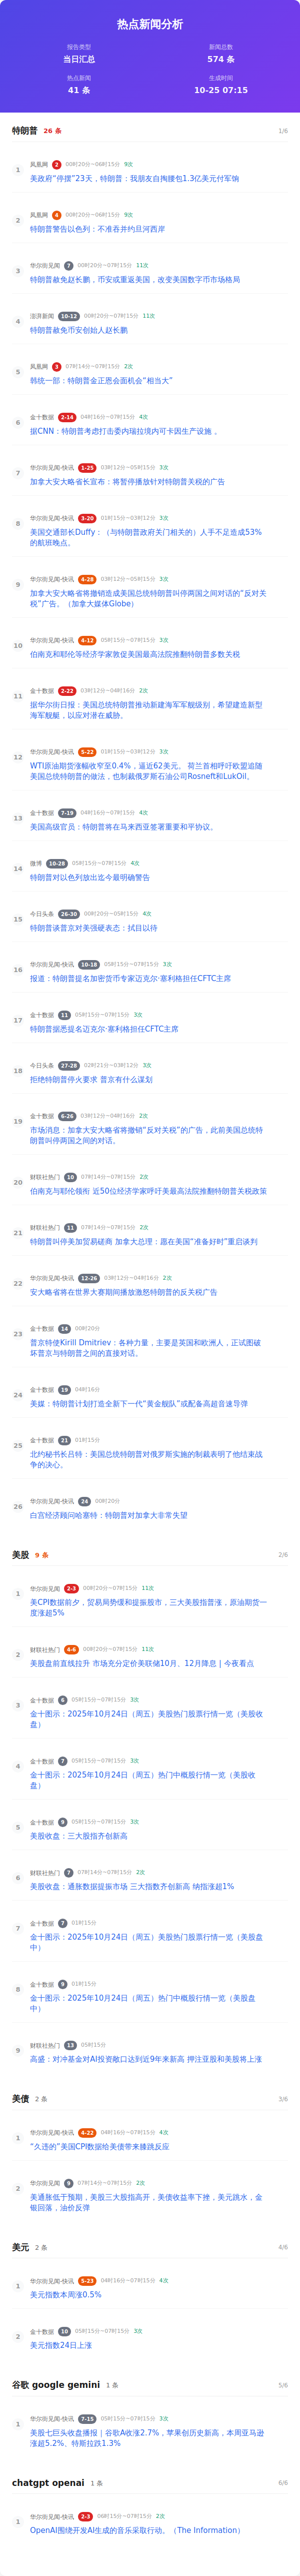 热点新闻分析
报告类型
新闻总数
当日汇总
574 条
热点新闻
生成时间
41 条
10-25 07:15
特朗普 26 条 1/6
1
凤凰网 2 00时20分~06时15分 9次
美政府“停摆”23天，特朗普：我朋友自掏腰包1.3亿美元付军饷
2
凤凰网 4 00时20分~06时15分 9次
特朗普警告以色列：不准吞并约旦河西岸
3
华尔街见闻 7 00时20分~07时15分 11次
特朗普赦免赵长鹏，币安或重返美国，改变美国数字币市场格局
4
澎湃新闻 10-12 00时20分~07时15分 11次
特朗普赦免币安创始人赵长鹏
5
凤凰网 3 07时14分~07时15分 2次
韩统一部：特朗普金正恩会面机会“相当大”
6
金十数据 2-14 04时16分~07时15分 4次
据CNN：特朗普考虑打击委内瑞拉境内可卡因生产设施 。
7
华尔街见闻-快讯 1-25 03时12分~05时15分 3次
加拿大安大略省长宣布：将暂停播放针对特朗普关税的广告
8
华尔街见闻-快讯 3-20 01时15分~03时12分 3次
美国交通部长Duffy：（与特朗普政府关门相关的）人手不足造成53%
的航班晚点。
9
华尔街见闻-快讯 4-28 03时12分~05时15分 3次
加拿大安大略省将撤销造成美国总统特朗普叫停两国之间对话的“反对关
税”广告。（加拿大媒体Globe）
10
华尔街见闻-快讯 4-12 05时15分~07时15分 3次
伯南克和耶伦等经济学家敦促美国最高法院推翻特朗普多数关税
11
金十数据 2-22 03时12分~04时16分 2次
据华尔街日报：美国总统特朗普推动新建海军军舰级别，希望建造新型
海军舰艇，以应对潜在威胁。
12
华尔街见闻-快讯 5-22 01时15分~03时12分 3次
WTI原油期货涨幅收窄至0.4%，逼近62美元。 荷兰首相呼吁欧盟追随
美国总统特朗普的做法，也制裁俄罗斯石油公司Rosneft和LukOil。
13
金十数据 7-19 04时16分~07时15分 4次
美国高级官员：特朗普将在马来西亚签署重要和平协议。
14
微博 10-28 05时15分~07时15分 4次
特朗普对以色列放出迄今最明确警告
15
今日头条 26-30 00时20分~05时15分 4次
特朗普谈普京对美强硬表态：拭目以待
16
华尔街见闻-快讯 10-18 05时15分~07时15分 3次
报道：特朗普提名加密货币专家迈克尔·塞利格担任CFTC主席
17
金十数据 11 05时15分~07时15分 3次
特朗普据悉提名迈克尔·塞利格担任CFTC主席
18
今日头条 27-28 02时21分~03时12分 3次
拒绝特朗普停火要求 普京有什么谋划
19
金十数据 6-26 03时12分~04时16分 2次
市场消息：加拿大安大略省将撤销“反对关税”的广告，此前美国总统特
朗普叫停两国之间的对话。
20
财联社热门 10 07时14分~07时15分 2次
伯南克与耶伦领衔 近50位经济学家呼吁美最高法院推翻特朗普关税政策
21
财联社热门 11 07时14分~07时15分 2次
特朗普叫停美加贸易磋商 加拿大总理：愿在美国“准备好时”重启谈判
22
华尔街见闻-快讯 12-26 03时12分~04时16分 2次
安大略省将在世界大赛期间播放激怒特朗普的反关税广告
23
金十数据 14 00时20分
普京特使Kirill Dmitriev：各种力量，主要是英国和欧洲人，正试图破
坏普京与特朗普之间的直接对话。
24
金十数据 19 04时16分
美媒：特朗普计划打造全新下一代“黄金舰队”或配备高超音速导弹
25
金十数据 21 01时15分
北约秘书长吕特：美国总统特朗普对俄罗斯实施的制裁表明了他结束战
争的决心。
26
华尔街见闻-快讯 24 00时20分
白宫经济顾问哈塞特：特朗普对加拿大非常失望
美股 9 条 2/6
1
华尔街见闻 2-3 00时20分~07时15分 11次
美CPI数据前夕，贸易局势缓和提振股市，三大美股指普涨，原油期货一
度涨超5%
2
财联社热门 4-6 00时20分~07时15分 11次
美股盘前直线拉升 市场充分定价美联储10月、12月降息 | 今夜看点
3
金十数据 6 05时15分~07时15分 3次
金十图示：2025年10月24日（周五）美股热门股票行情一览（美股收
盘）
4
金十数据 7 05时15分~07时15分 3次
金十图示：2025年10月24日（周五）热门中概股行情一览（美股收
盘）
5
金十数据 9 05时15分~07时15分 3次
美股收盘：三大股指齐创新高
6
财联社热门 7 07时14分~07时15分 2次
美股收盘：通胀数据提振市场 三大指数齐创新高 纳指涨超1%
7
金十数据 7 01时15分
金十图示：2025年10月24日（周五）美股热门股票行情一览（美股盘
中）
8
金十数据 9 01时15分
金十图示：2025年10月24日（周五）热门中概股行情一览（美股盘
中）
9
财联社热门 13 05时15分
高盛：对冲基金对AI投资敞口达到近9年来新高 押注亚股和美股将上涨
美债 2 条 3/6
1
华尔街见闻-快讯 4-22 04时16分~07时15分 4次
“久违的”美国CPI数据给美债带来膝跳反应
2
华尔街见闻 9 07时14分~07时15分 2次
美通胀低于预期，美股三大股指高开，美债收益率下挫，美元跳水，金
银回落，油价反弹
美元 2 条 4/6
1
华尔街见闻-快讯 5-23 04时16分~07时15分 4次
美元指数本周涨0.5%
2
金十数据 10 05时15分~07时15分 3次
美元指数24日上涨
谷歌 google gemini 1 条 5/6
1
华尔街见闻-快讯 7-15 05时15分~07时15分 3次
美股七巨头收盘播报｜谷歌A收涨2.7%，苹果创历史新高，本周亚马逊
涨超5.2%、特斯拉跌1.3%
chatgpt openai 1 条 6/6
1
华尔街见闻-快讯 2-3 06时15分~07时15分 2次
OpenAI围绕开发AI生成的音乐采取行动。（The Information）